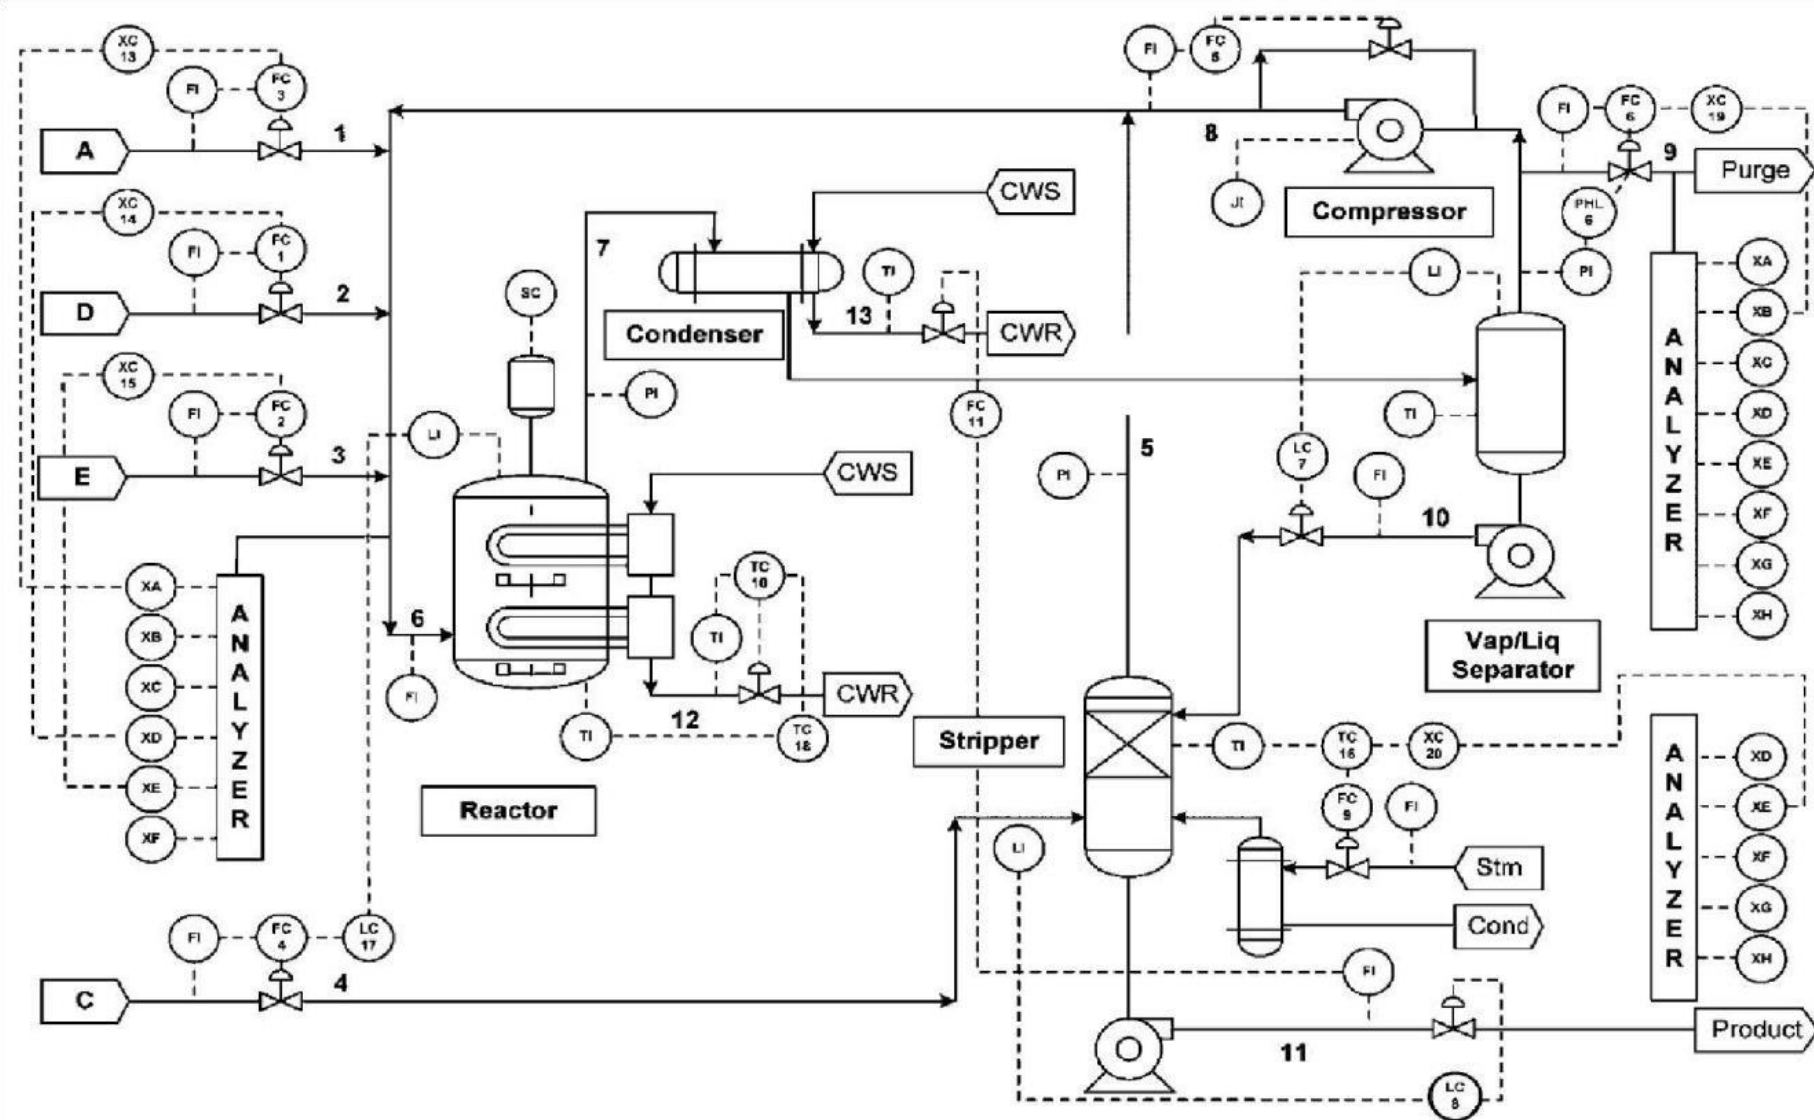 XC
13
FI
FC
3
A
1
XC
14
FI
FC
1
D
2
XC
15
FI
FC
2
E
3
LI
SC
7
CWS
Condenser
13
TI
CWR
PI
FC
11
CWS
TC
10
TI
CWR
12
TI
TC
18
6
FI
Reactor
XA
XB
XC
XD
XE
XF
ANALYZER
FI
FC
4
LC
17
C
4
FI
FC
5
8
JI
Compressor
FI
FC
6
XC
19
9
Purge
PHL
6
PI
LI
TI
LC
7
FI
10
5
PI
Vap/Liq
Separator
ANALYZER
XA
XB
XC
XD
XE
XF
XG
XH
Stripper
TI
TC
16
XC
20
FC
9
FI
Stm
Cond
LI
FI
11
LC
8
Product
ANALYZER
XD
XE
XF
XG
XH